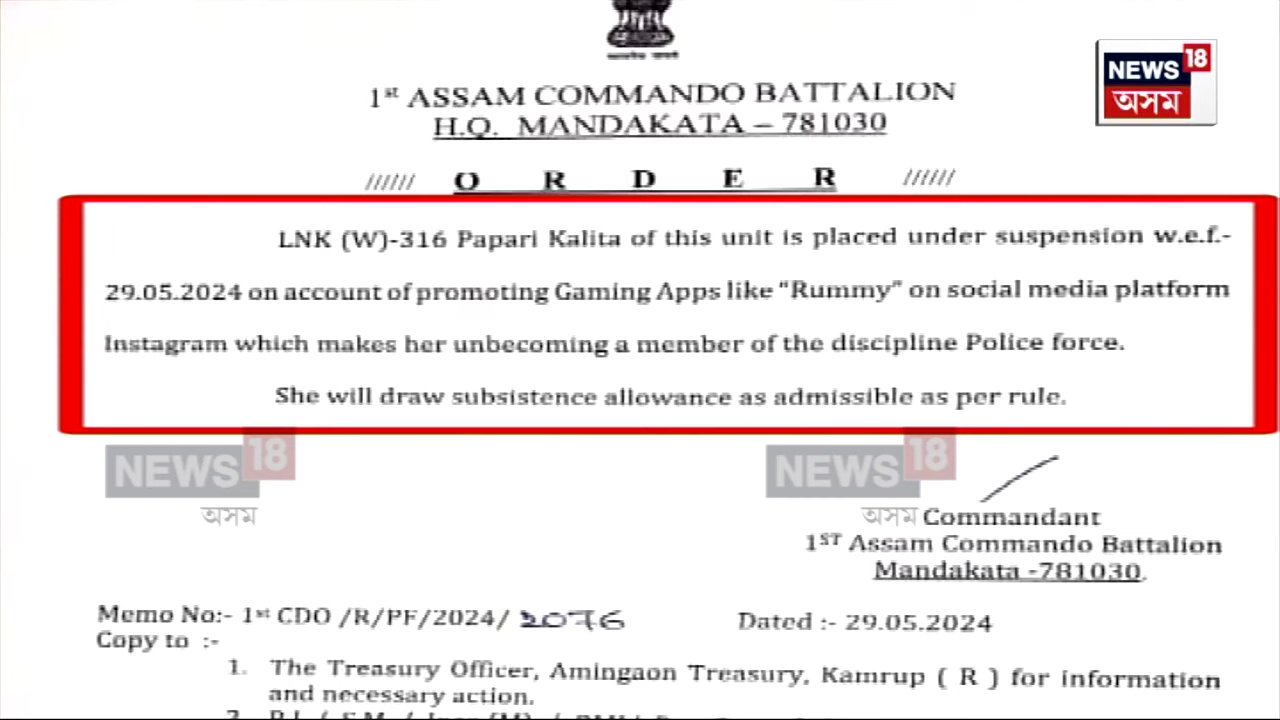 NEWS 18
অসম
1st ASSAM COMMANDO BATTALION
H.Q. MANDAKATA – 781030
////// O R D E R //////
LNK (W)-316 Papari Kalita of this unit is placed under suspension w.e.f.-
29.05.2024 on account of promoting Gaming Apps like "Rummy" on social media platform
Instagram which makes her unbecoming a member of the discipline Police force.
She will draw subsistence allowance as admissible as per rule.
NEWS 18
অসম
NEWS 18
অসম
Commandant
1ST Assam Commando Battalion
Mandakata -781030.
Memo No:- 1st CDO /R/PF/2024/ 2076
Dated :- 29.05.2024
Copy to :-
1. The Treasury Officer, Amingaon Treasury, Kamrup ( R ) for information
and necessary action.